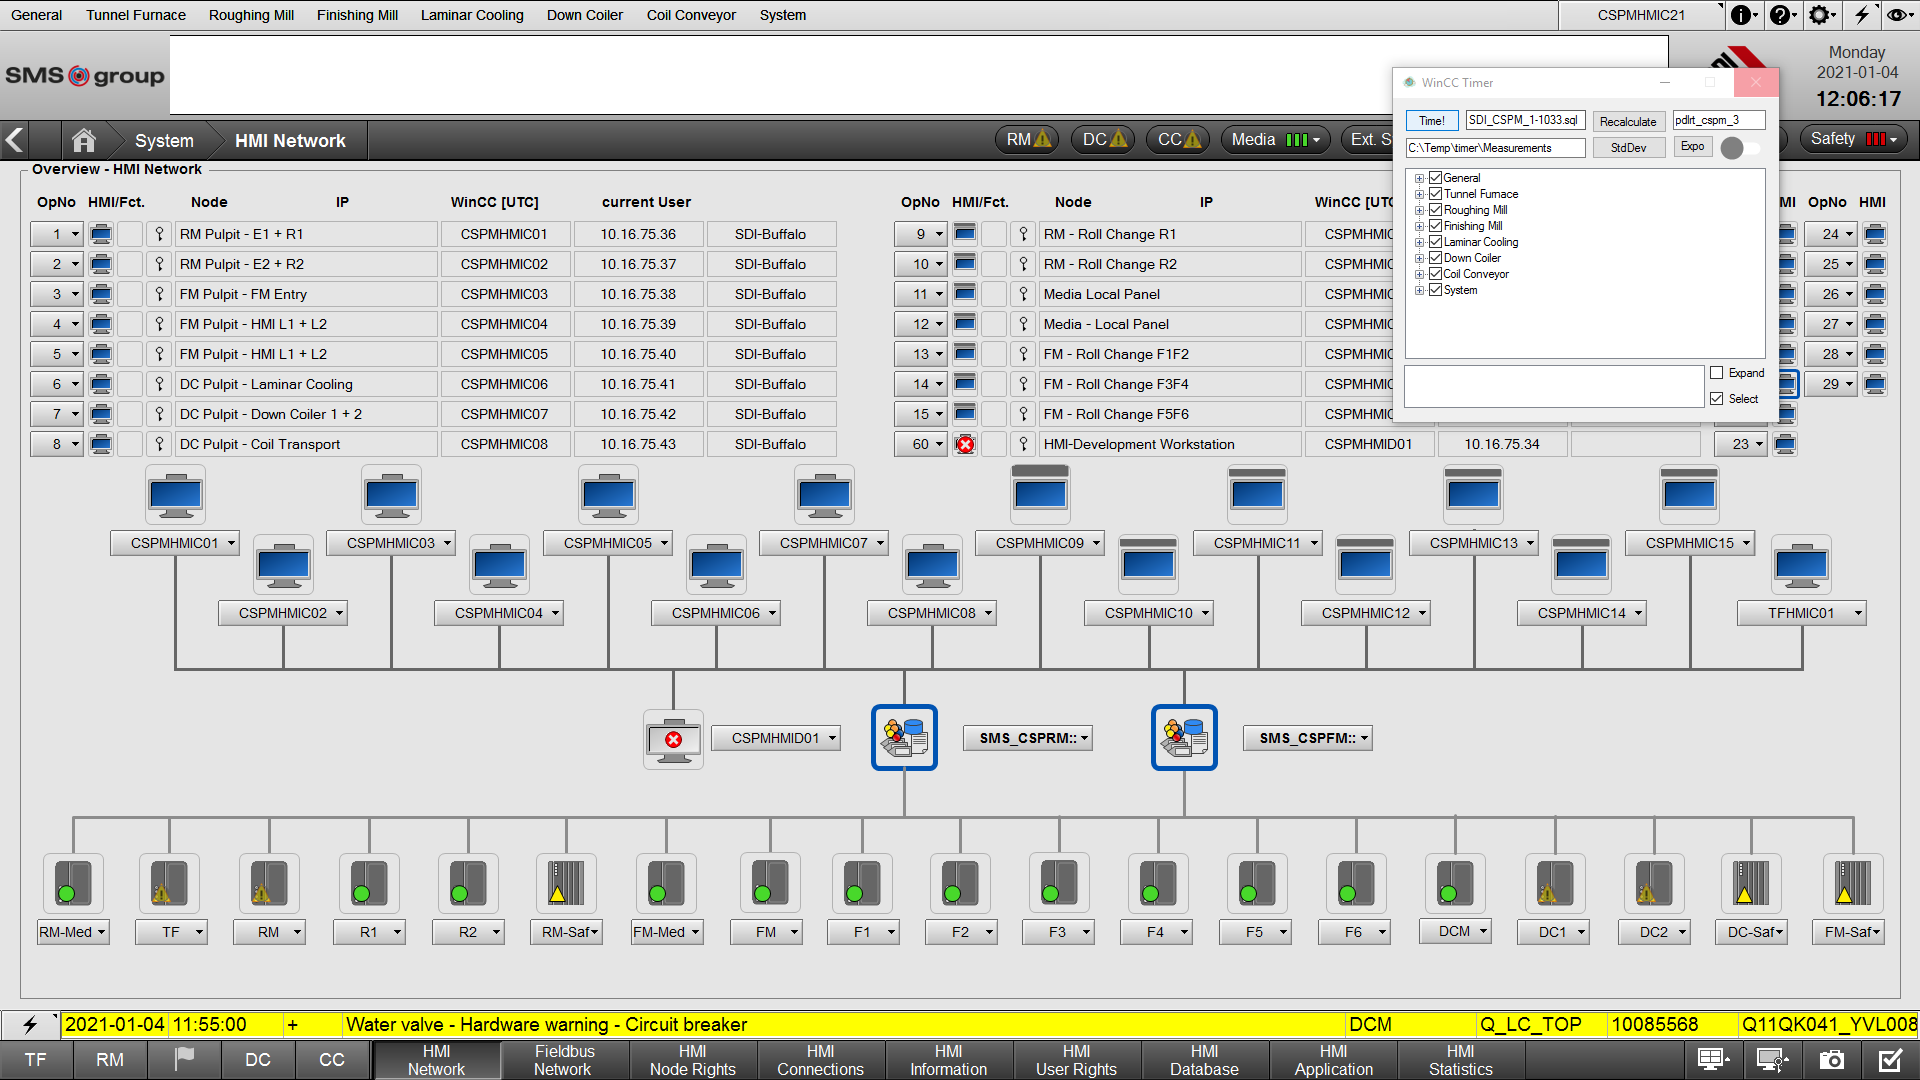 General Tunnel Furnace Roughing Mill Finishing Mill Laminar Cooling Down Coiler Coil Conveyor System CSPMHMIC21
SMS group
Monday
2021-01-04
12:06:17
System HMI Network RM DC CC Media Ext. S Safety
WinCC Timer
Time! SDI_CSPM_1-1033.sql Recalculate pdlrt_cspm_3
C:\Temp\timer\Measurements StdDev Expo
General
Tunnel Furnace
Roughing Mill
Finishing Mill
Laminar Cooling
Down Coiler
Coil Conveyor
System
Expand
Select
Overview - HMI Network
OpNo HMI/Fct. Node IP WinCC [UTC] current User OpNo HMI/Fct. Node IP WinCC [UTC MI OpNo HMI
1 RM Pulpit - E1 + R1 CSPMHMIC01 10.16.75.36 SDI-Buffalo 9 RM - Roll Change R1 CSPMHMIC 24
2 RM Pulpit - E2 + R2 CSPMHMIC02 10.16.75.37 SDI-Buffalo 10 RM - Roll Change R2 CSPMHMIC 25
3 FM Pulpit - FM Entry CSPMHMIC03 10.16.75.38 SDI-Buffalo 11 Media Local Panel CSPMHMIC 26
4 FM Pulpit - HMI L1 + L2 CSPMHMIC04 10.16.75.39 SDI-Buffalo 12 Media - Local Panel CSPMHMIC 27
5 FM Pulpit - HMI L1 + L2 CSPMHMIC05 10.16.75.40 SDI-Buffalo 13 FM - Roll Change F1F2 CSPMHMIC 28
6 DC Pulpit - Laminar Cooling CSPMHMIC06 10.16.75.41 SDI-Buffalo 14 FM - Roll Change F3F4 CSPMHMIC 29
7 DC Pulpit - Down Coiler 1 + 2 CSPMHMIC07 10.16.75.42 SDI-Buffalo 15 FM - Roll Change F5F6 CSPMHMIC
8 DC Pulpit - Coil Transport CSPMHMIC08 10.16.75.43 SDI-Buffalo 60 HMI-Development Workstation CSPMHMID01 10.16.75.34 23
CSPMHMIC01 CSPMHMIC03 CSPMHMIC05 CSPMHMIC07 CSPMHMIC09 CSPMHMIC11 CSPMHMIC13 CSPMHMIC15
CSPMHMIC02 CSPMHMIC04 CSPMHMIC06 CSPMHMIC08 CSPMHMIC10 CSPMHMIC12 CSPMHMIC14 TFHMIC01
CSPMHMID01 SMS_CSPRM:: SMS_CSPFM::
RM-Med TF RM R1 R2 RM-Saf FM-Med FM F1 F2 F3 F4 F5 F6 DCM DC1 DC2 DC-Saf FM-Saf
2021-01-04 11:55:00 + Water valve - Hardware warning - Circuit breaker DCM Q_LC_TOP 10085568 Q11QK041_YVL008
TF RM DC CC HMI Network Fieldbus Network HMI Node Rights HMI Connections HMI Information HMI User Rights HMI Database HMI Application HMI Statistics